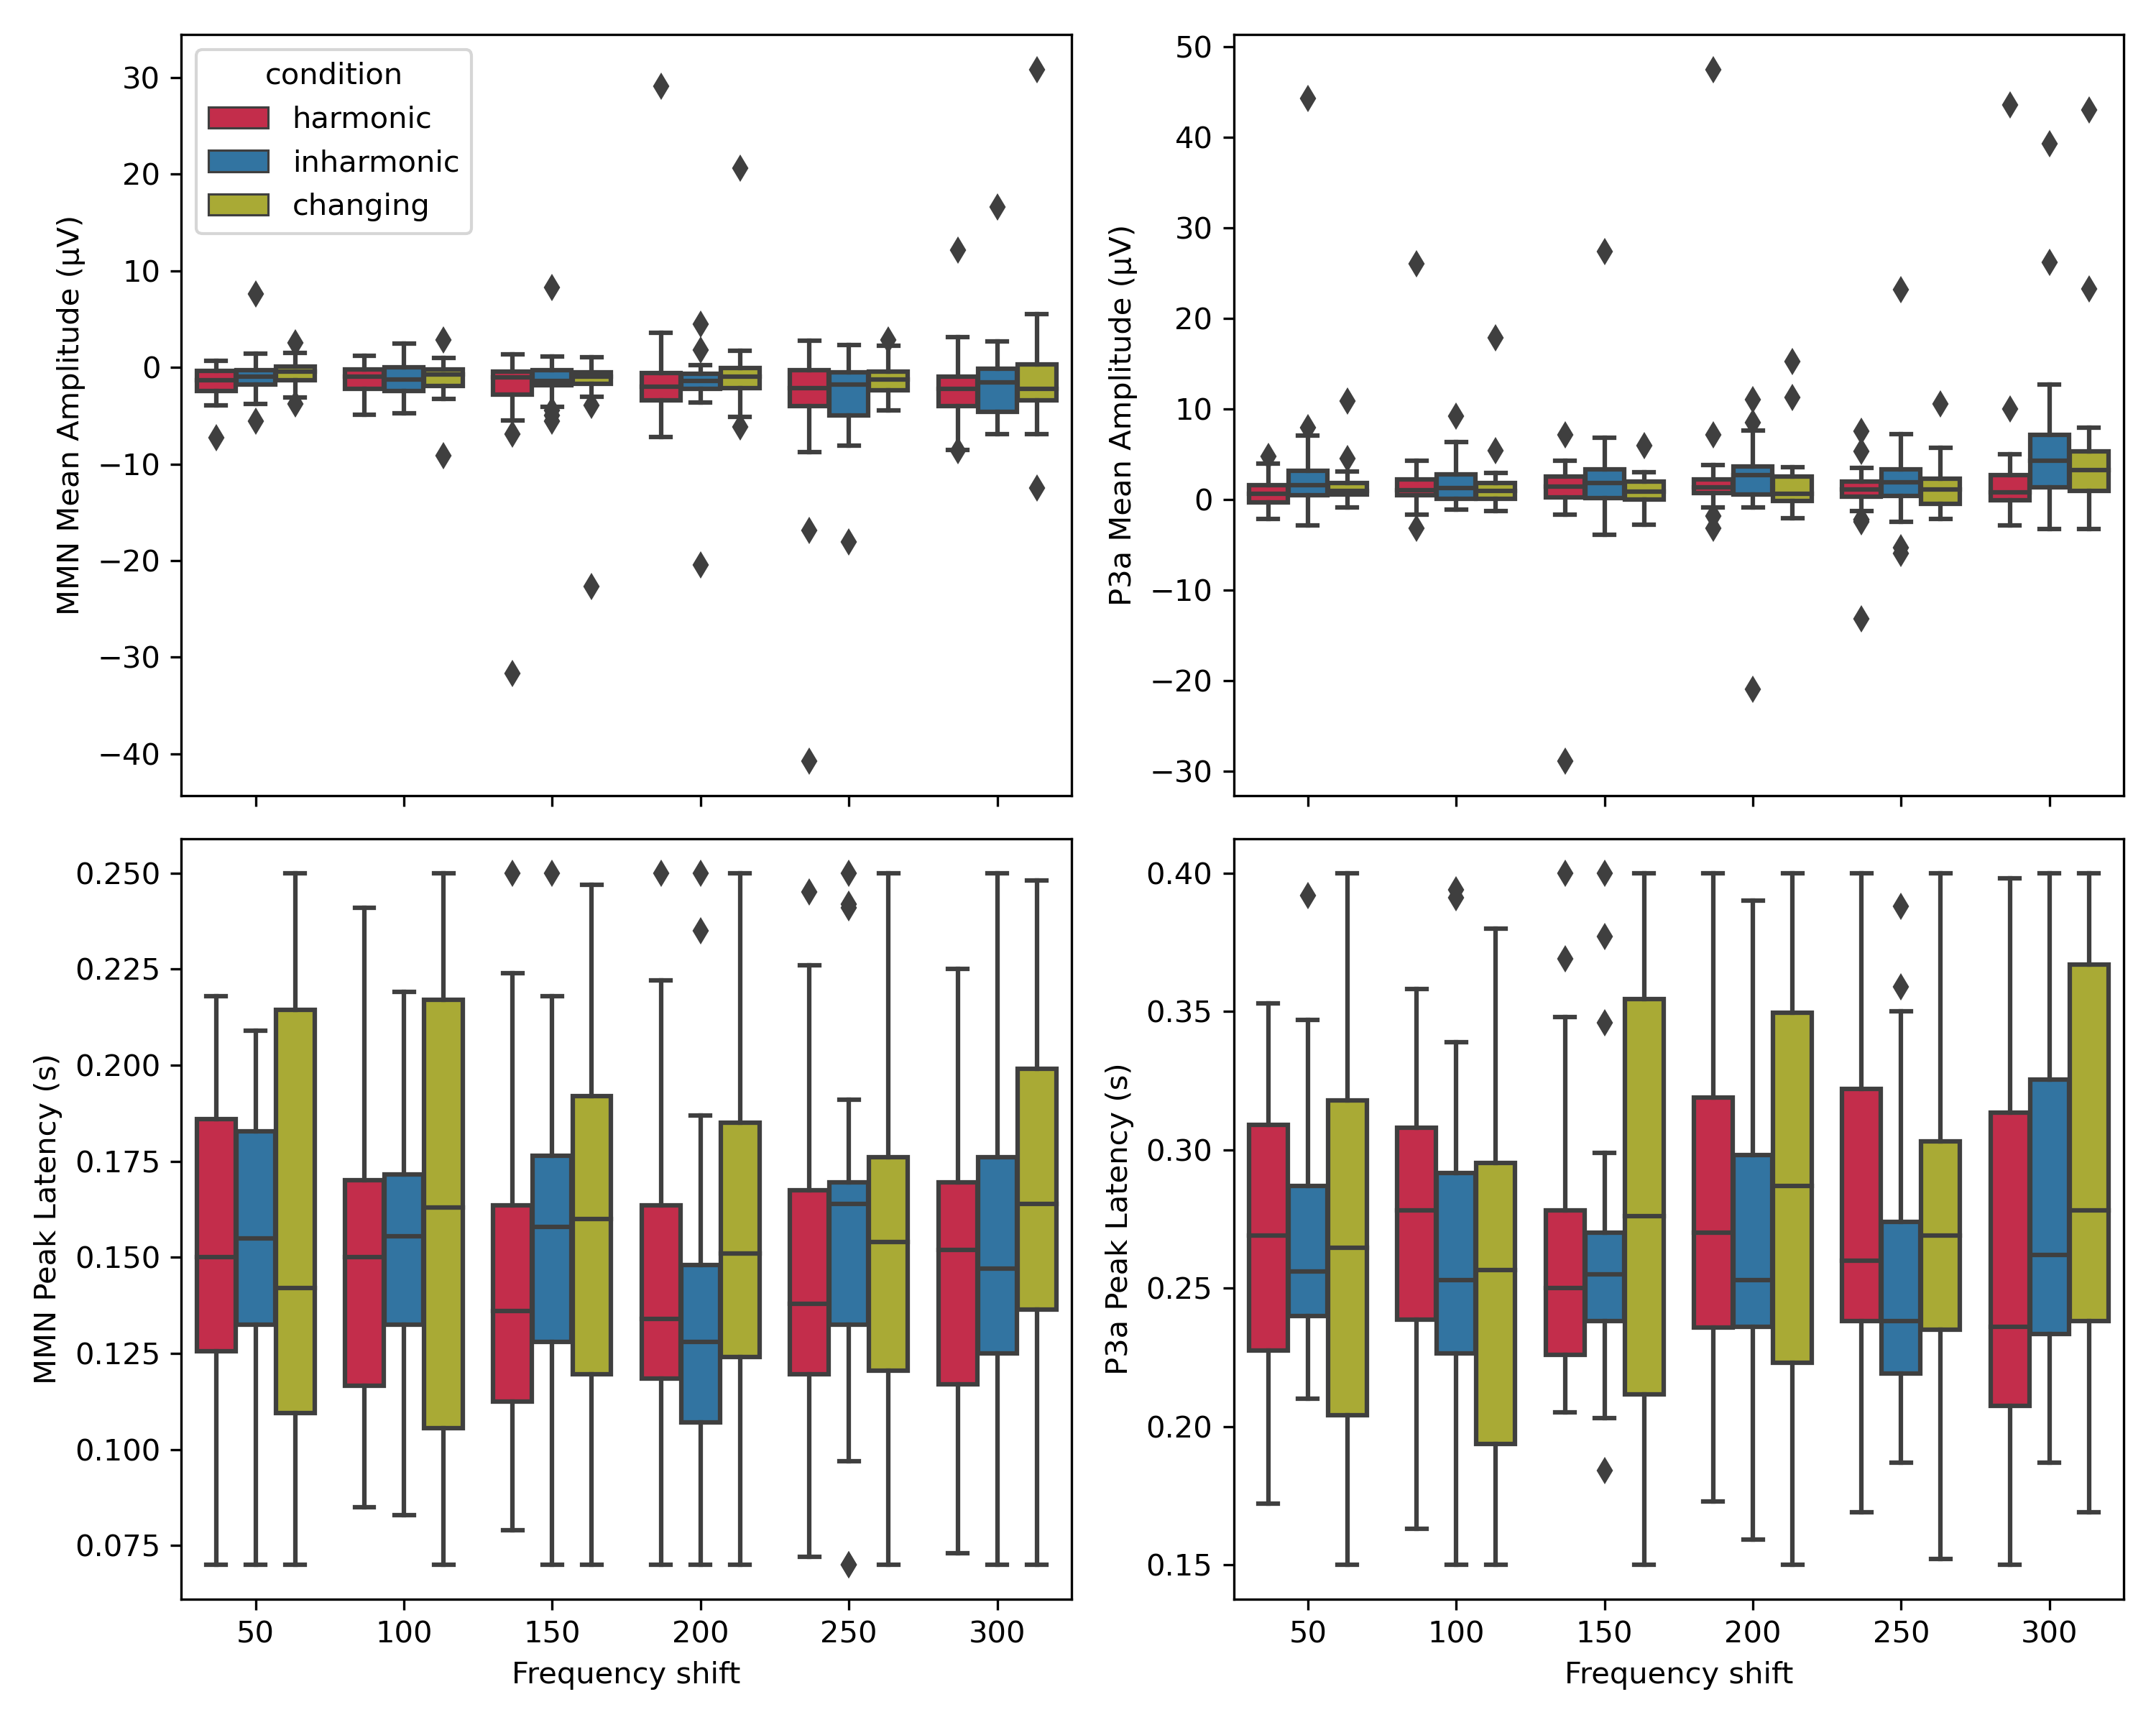 condition
harmonic
inharmonic
changing
MMN Mean Amplitude (µV)
30
20
10
0
−10
−20
−30
−40
P3a Mean Amplitude (µV)
50
40
30
20
10
0
−10
−20
−30
MMN Peak Latency (s)
0.250
0.225
0.200
0.175
0.150
0.125
0.100
0.075
50 100 150 200 250 300
Frequency shift
P3a Peak Latency (s)
0.40
0.35
0.30
0.25
0.20
0.15
50 100 150 200 250 300
Frequency shift